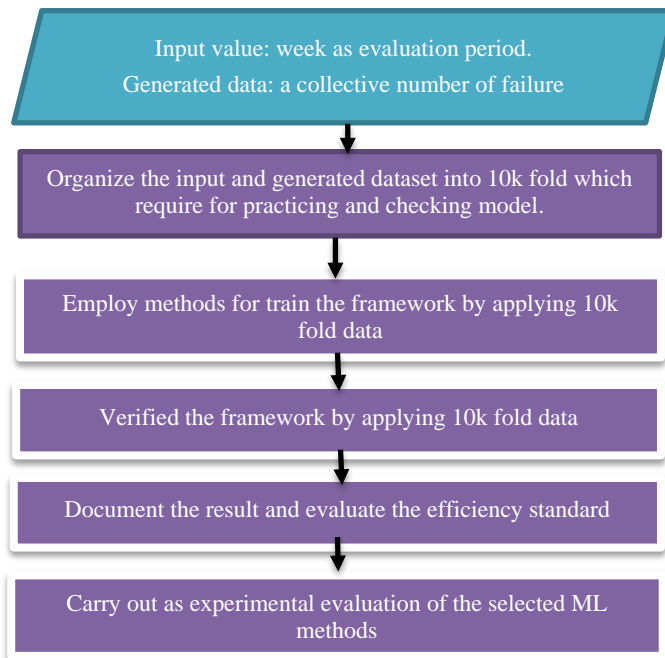 Input value: week as evaluation period.
Generated data: a collective number of failure
Organize the input and generated dataset into 10k fold which
require for practicing and checking model.
Employ methods for train the framework by applying 10k
fold data
Verified the framework by applying 10k fold data
Document the result and evaluate the efficiency standard
Carry out as experimental evaluation of the selected ML
methods